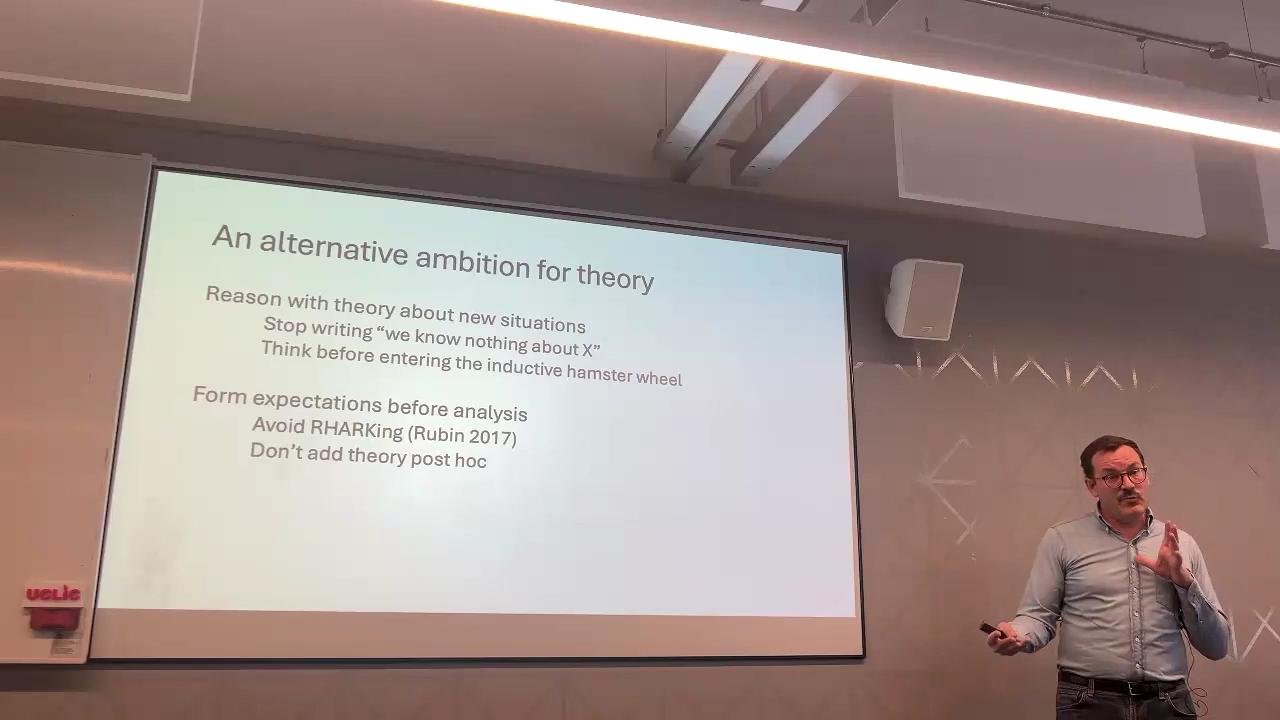 An alternative ambition for theory
Reason with theory about new situations
Stop writing “we know nothing about X”
Think before entering the inductive hamster wheel
Form expectations before analysis
Avoid RHARKing (Rubin 2017)
Don’t add theory post hoc
UCLIC